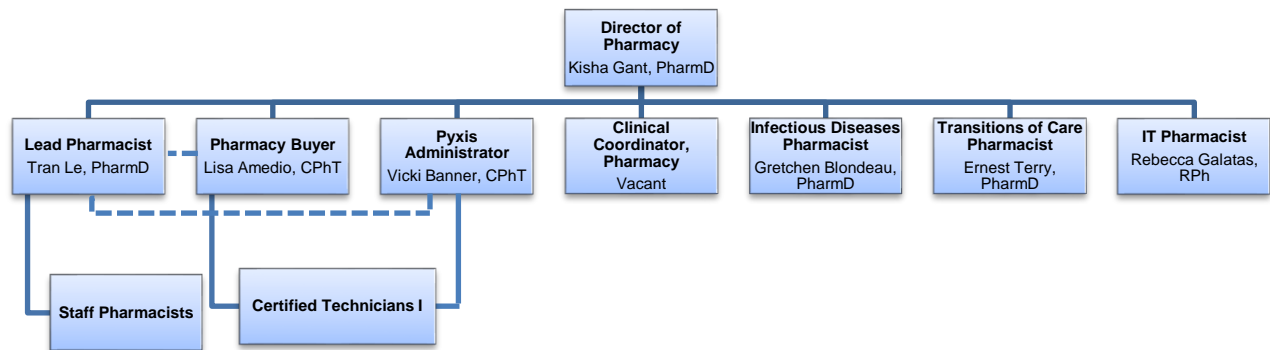 Director of
Pharmacy
Kisha Gant, PharmD
Lead Pharmacist
Tran Le, PharmD
Pharmacy Buyer
Lisa Amedio, CPhT
Pyxis
Administrator
Vicki Banner, CPhT
Clinical
Coordinator,
Pharmacy
Vacant
Infectious Diseases
Pharmacist
Gretchen Blondeau,
PharmD
Transitions of Care
Pharmacist
Ernest Terry,
PharmD
IT Pharmacist
Rebecca Galatas,
RPh
Staff Pharmacists
Certified Technicians I